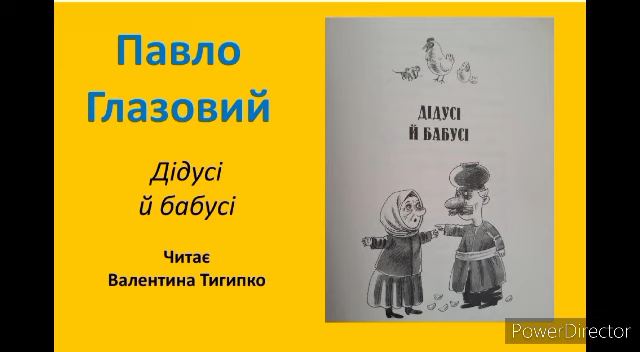 Павло
Глазовий
Дідусі
й бабусі
Читає
Валентина Тигипко
ДІДУСІ
Й БАБУСІ
PowerDirector